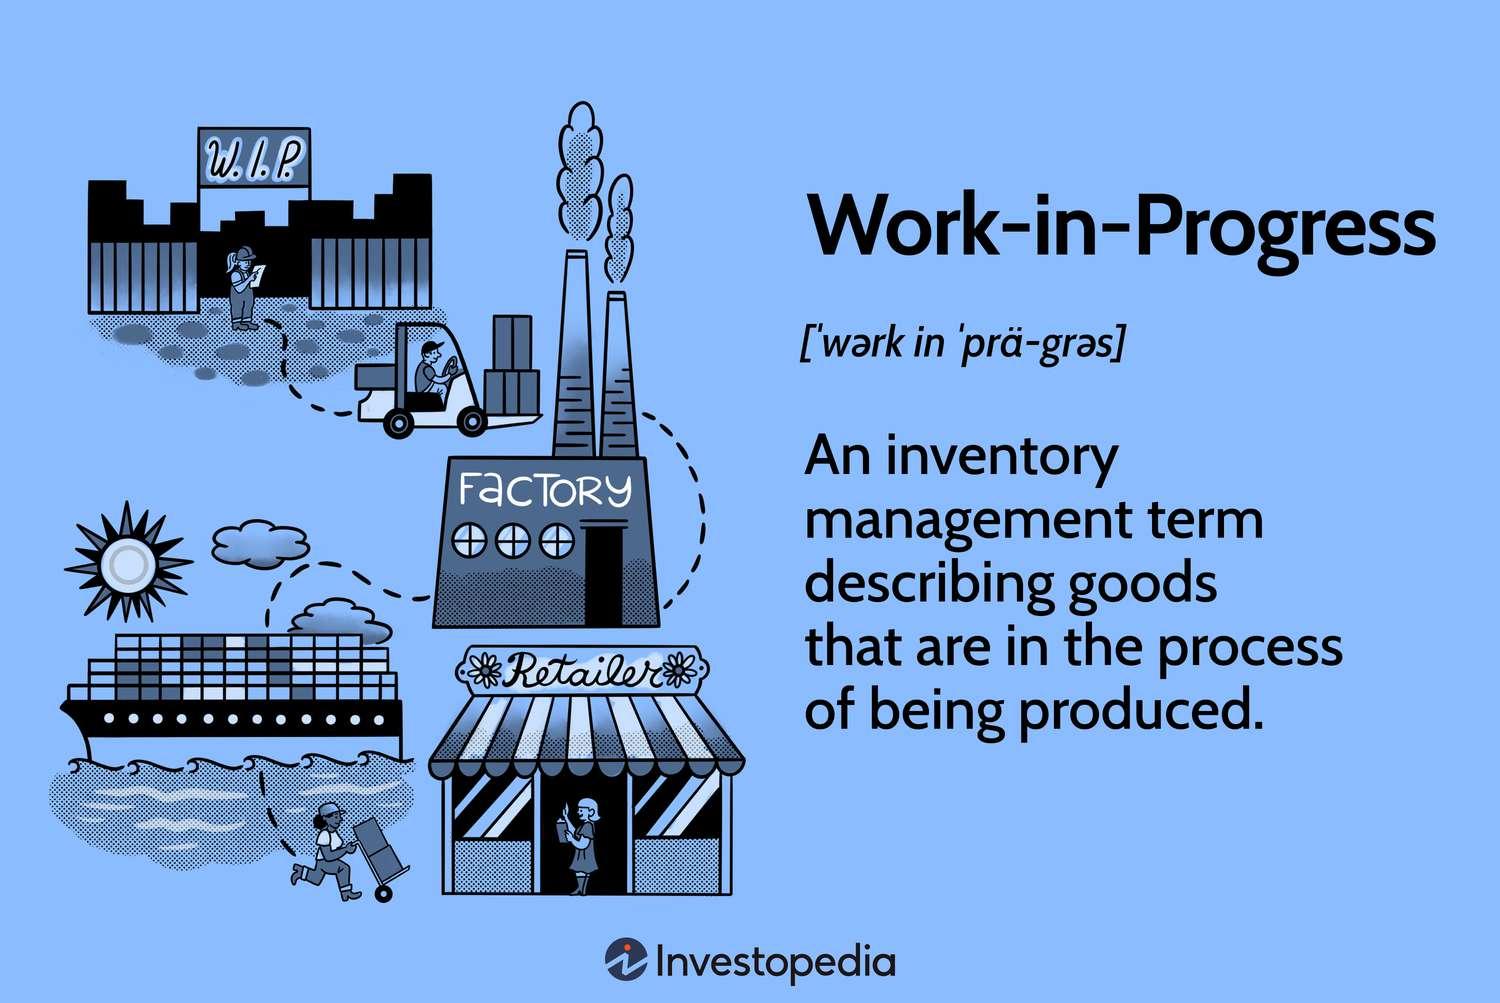 W.I.P.
FACTORY
Retailer
Work-in-Progress
[ˈwərk in ˈprä-grəs]
An inventory
management term
describing goods
that are in the process
of being produced.
Investopedia